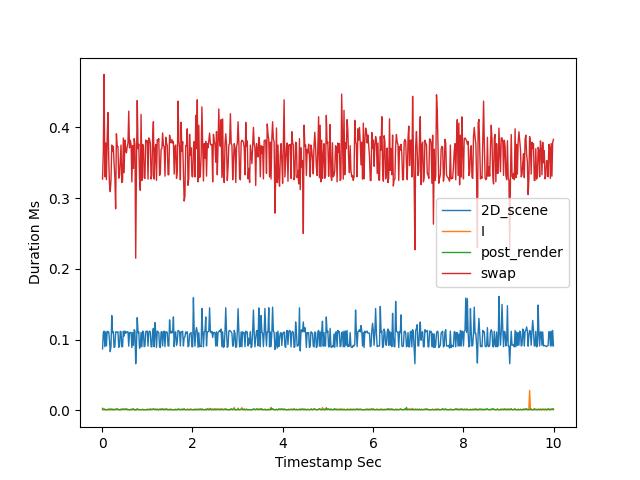 0.4
0.3
0.2
0.1
0.0
Duration Ms
2D_scene
I
post_render
swap
0 2 4 6 8 10
Timestamp Sec